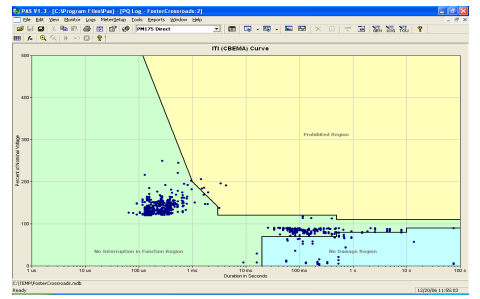 PAS V1.3 - [C:\Program Files\Pas] - [PQ Log - FosterCrossroads:2]
File Edit View Monitor Logs MeterSetup Tools Reports Window Help
PM175 Direct
ITI (CBEMA) Curve
500
400
300
200
100
0
Percent of Nominal Voltage
Prohibited Region
No Interruption in Function Region
No Damage Region
1 us
10 us
100 us
1 ms
10 ms
100 ms
1 s
10 s
100 s
Duration in Seconds
C:\TEMP\FosterCrossroads.mdb
Ready
12/20/06 11:55:03